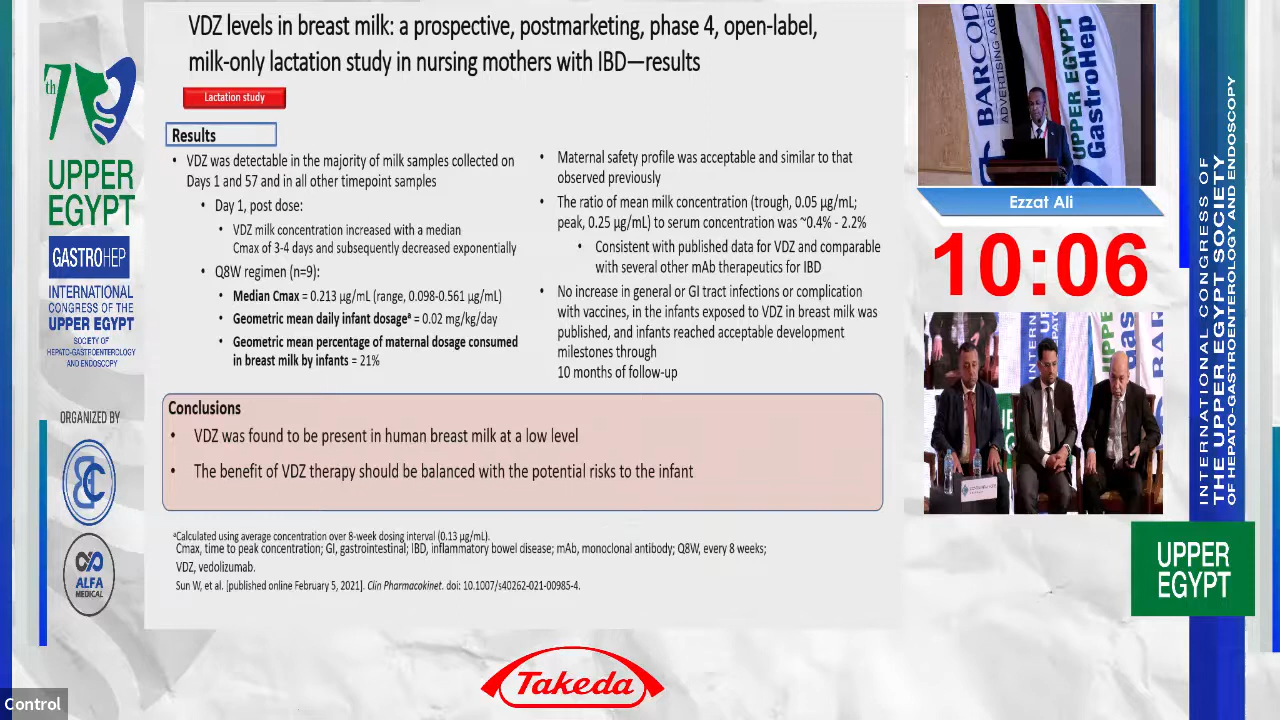 VDZ levels in breast milk: a prospective, postmarketing, phase 4, open-label,
milk-only lactation study in nursing mothers with IBD—results
Lactation study
Results
• VDZ was detectable in the majority of milk samples collected on
Days 1 and 57 and in all other timepoint samples
• Day 1, post dose:
• VDZ milk concentration increased with a median
Cmax of 3-4 days and subsequently decreased exponentially
• Q8W regimen (n=9):
• Median Cmax = 0.213 µg/mL (range, 0.098-0.561 µg/mL)
• Geometric mean daily infant dosageᵃ = 0.02 mg/kg/day
• Geometric mean percentage of maternal dosage consumed
in breast milk by infants = 21%
• Maternal safety profile was acceptable and similar to that
observed previously
• The ratio of mean milk concentration (trough, 0.05 µg/mL;
peak, 0.25 µg/mL) to serum concentration was ~0.4% - 2.2%
• Consistent with published data for VDZ and comparable
with several other mAb therapeutics for IBD
• No increase in general or GI tract infections or complication
with vaccines, in the infants exposed to VDZ in breast milk was
published, and infants reached acceptable development
milestones through
10 months of follow-up
Conclusions
• VDZ was found to be present in human breast milk at a low level
• The benefit of VDZ therapy should be balanced with the potential risks to the infant
ᵃCalculated using average concentration over 8-week dosing interval (0.13 µg/mL).
Cmax, time to peak concentration; GI, gastrointestinal; IBD, inflammatory bowel disease; mAb, monoclonal antibody; Q8W, every 8 weeks;
VDZ, vedolizumab.
Sun W, et al. [published online February 5, 2021]. Clin Pharmacokinet. doi: 10.1007/s40262-021-00985-4.
7th
UPPER
EGYPT
GASTROHEP
INTERNATIONAL
CONGRESS OF THE
UPPER EGYPT
SOCIETY OF
HEPATO-GASTROENTEROLOGY
AND ENDOSCOPY
ORGANIZED BY
ALFA
MEDICAL
Control
Takeda
BARCOD
ADVERTISING AGEN
UPPER EGYPT
GastroHep
Ezzat Ali
10:06
INTERNATIONAL CONGRESS OF
THE UPPER EGYPT SOCIETY
OF HEPATO-GASTROENTEROLOGY AND ENDOSCOPY
UPPER
EGYPT